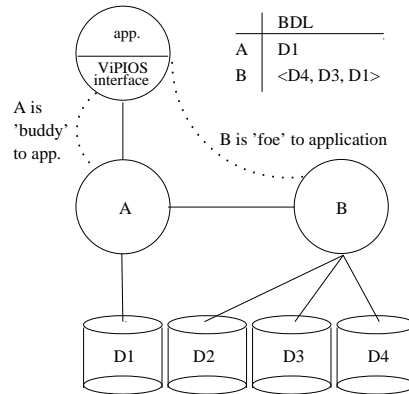 app.
ViPIOS
interface
BDL
A D1
B <D4, D3, D1>
A is
'buddy'
to app.
B is 'foe' to application
A
B
D1 D2 D3 D4